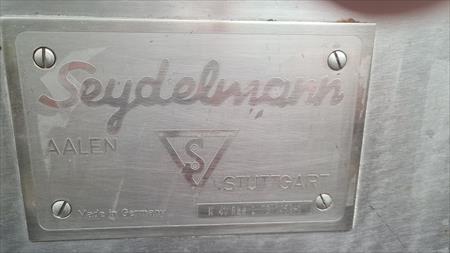 Seydelmann
AALEN
S
STUTTGART
Made in Germany